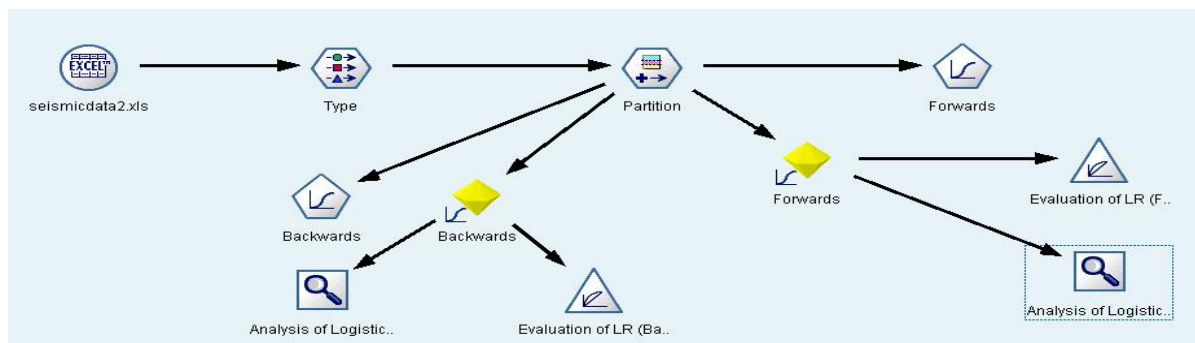 EXCEL™
seismicdata2.xls
Type
Partition
Forwards
Backwards
Backwards
Forwards
Evaluation of LR (F..
Analysis of Logistic..
Evaluation of LR (Ba..
Analysis of Logistic..